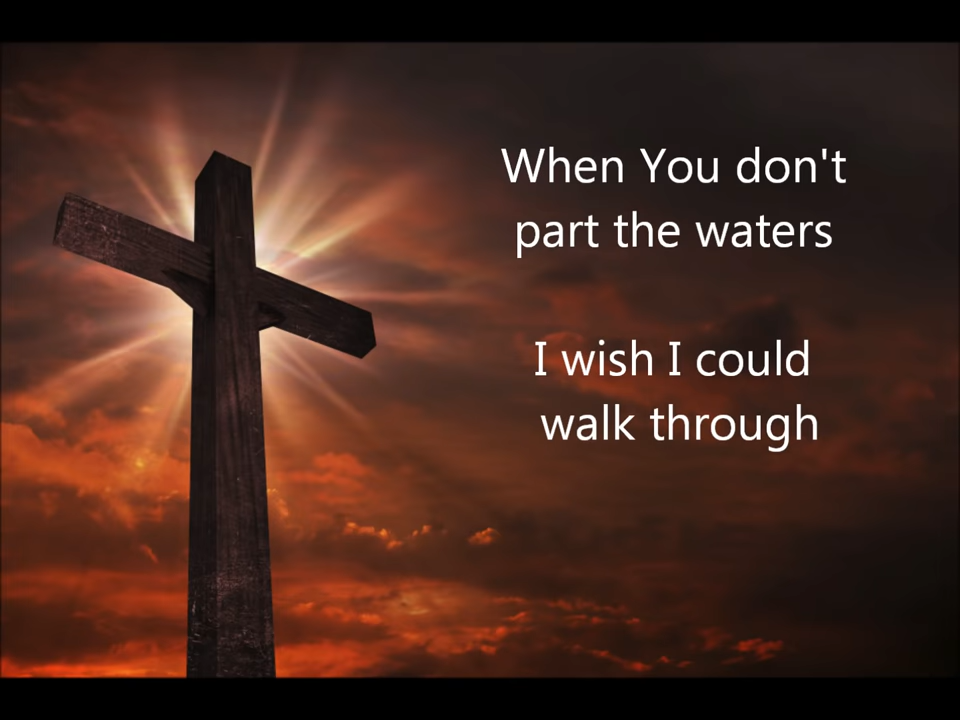 When You don't
part the waters
I wish I could
walk through